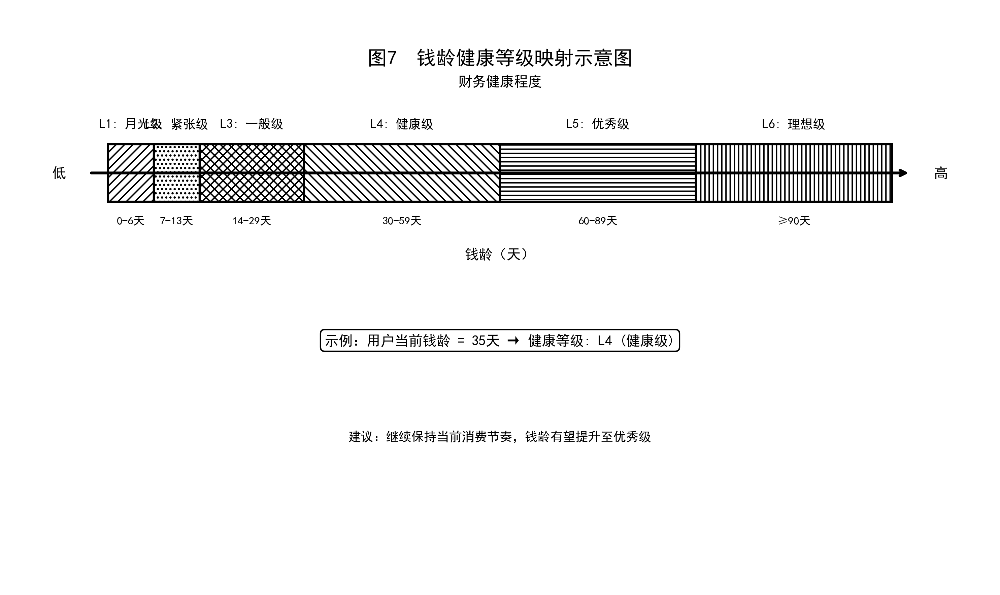 图7 钱龄健康等级映射示意图
财务健康程度
L1: 月光级 L2: 紧张级 L3: 一般级 L4: 健康级 L5: 优秀级 L6: 理想级
低 高
0-6天 7-13天 14-29天 30-59天 60-89天 ≥90天
钱龄（天）
示例：用户当前钱龄 = 35天 → 健康等级: L4 (健康级)
建议：继续保持当前消费节奏，钱龄有望提升至优秀级